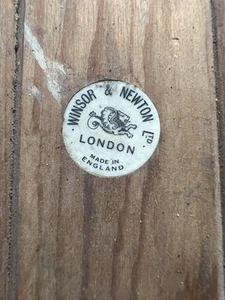 WINSOR & NEWTON LTD.
LONDON
MADE IN
ENGLAND